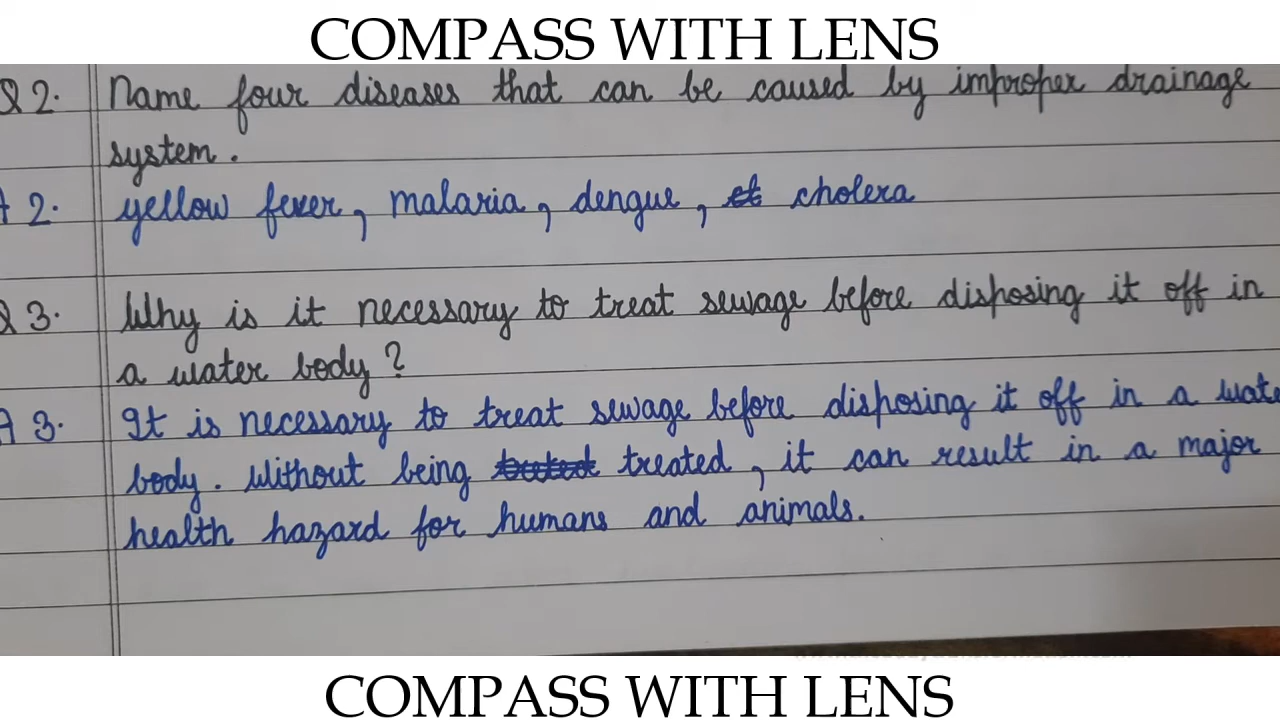 COMPASS WITH LENS
Q 2. Name four diseases that can be caused by improper drainage
system.
A 2. yellow fever, malaria, dengue, cholera
Q 3. Why is it necessary to treat sewage before disposing it off in
a water body?
A 3. It is necessary to treat sewage before disposing it off in a wate
body. Without being treated, it can result in a major
health hazard for humans and animals.
COMPASS WITH LENS